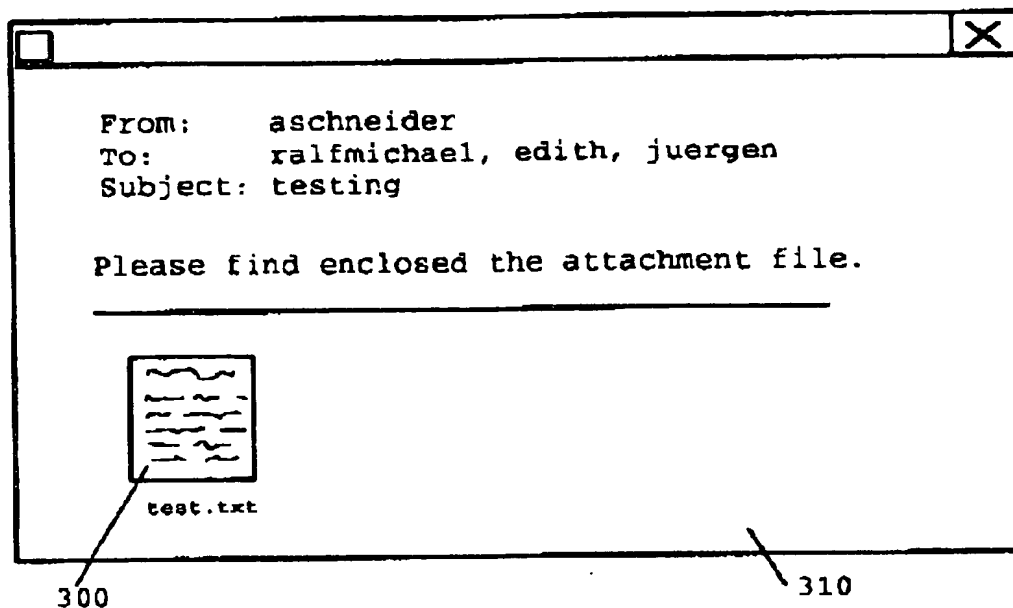 From: aschneider
To: ralfmichael, edith, juergen
Subject: testing
Please find enclosed the attachment file.
test.txt
300
310